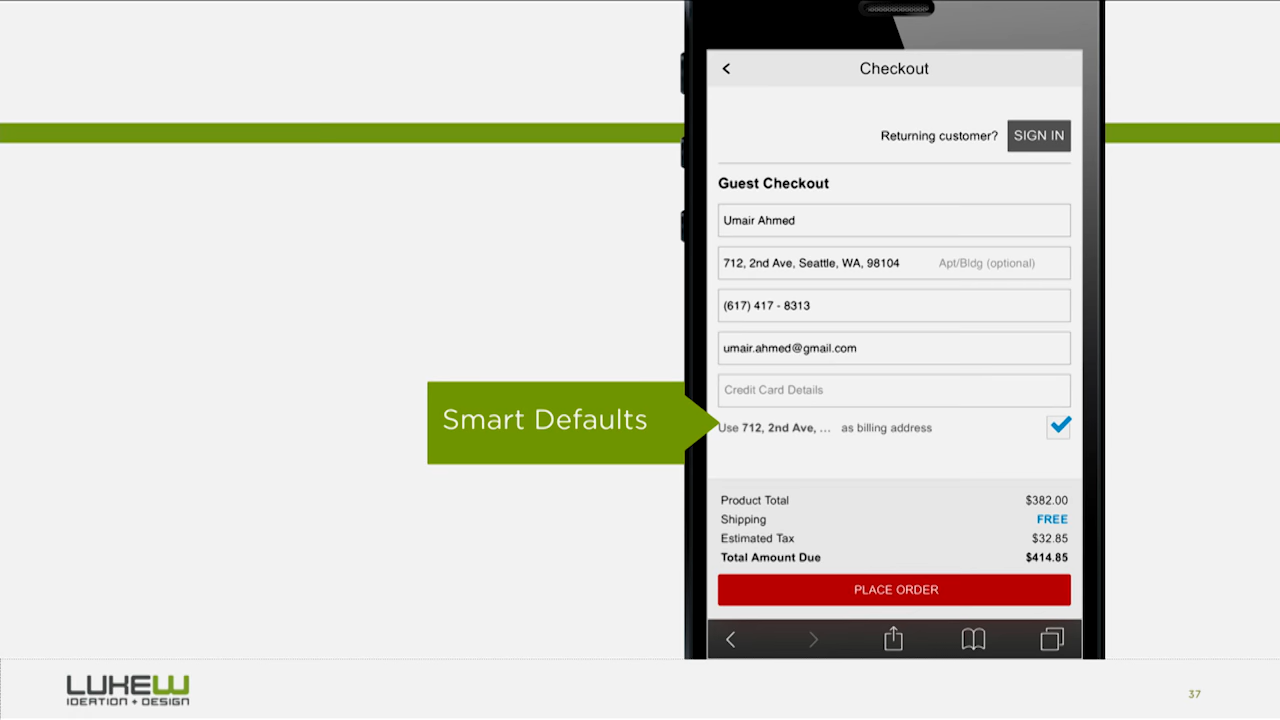 Checkout
Returning customer? SIGN IN
Guest Checkout
Umair Ahmed
712, 2nd Ave, Seattle, WA, 98104 Apt/Bldg (optional)
(617) 417 - 8313
umair.ahmed@gmail.com
Credit Card Details
Smart Defaults
Use 712, 2nd Ave, ... as billing address
Product Total $382.00
Shipping FREE
Estimated Tax $32.85
Total Amount Due $414.85
PLACE ORDER
LUKEW
IDEATION + DESIGN
37